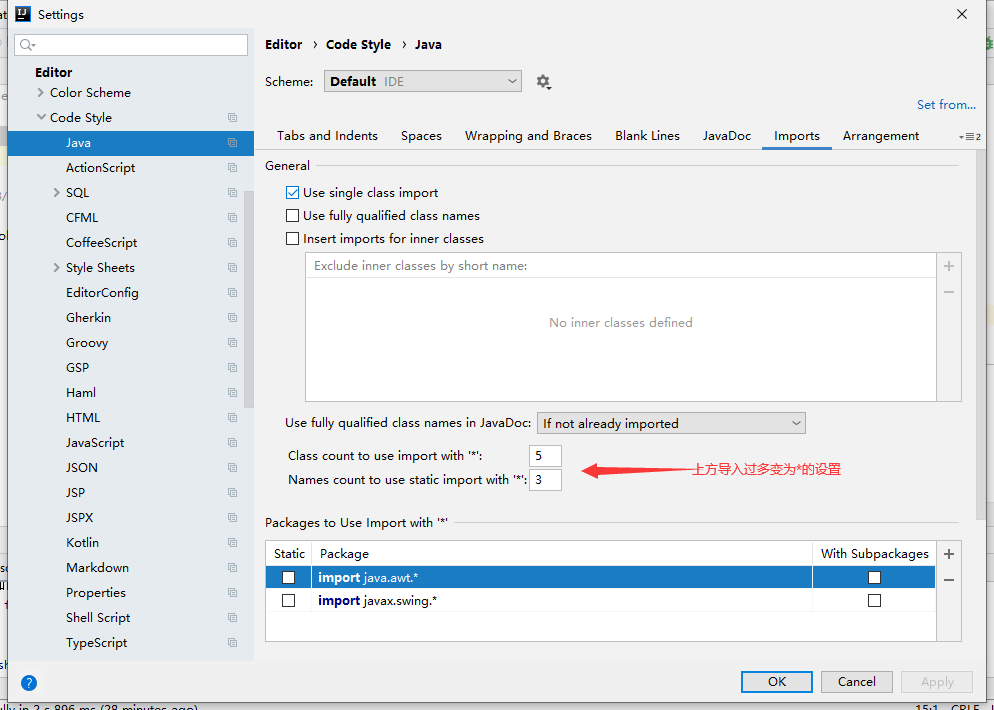 Settings
Editor › Code Style › Java
Scheme: Default IDE
Set from...
Editor
Color Scheme
Code Style
Java
ActionScript
SQL
CFML
CoffeeScript
Style Sheets
EditorConfig
Gherkin
Groovy
GSP
Haml
HTML
JavaScript
JSON
JSP
JSPX
Kotlin
Markdown
Properties
Shell Script
TypeScript
Tabs and Indents Spaces Wrapping and Braces Blank Lines JavaDoc Imports Arrangement 2
General
Use single class import
Use fully qualified class names
Insert imports for inner classes
Exclude inner classes by short name:
No inner classes defined
Use fully qualified class names in JavaDoc: If not already imported
Class count to use import with '*': 5
Names count to use static import with '*': 3
上方导入过多变为*的设置
Packages to Use Import with '*'
Static Package With Subpackages
import java.awt.*
import javax.swing.*
? OK Cancel Apply
15:1 CRLF